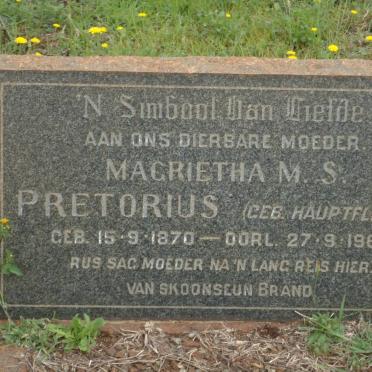 'N Simbool Van Liefde
AAN ONS DIERBARE MOEDER
MAGRIETHA M. S.
PRETORIUS (GEB. HAUPTFL
GEB. 15-9-1870 — OORL. 27-9-196
RUS SAG MOEDER NA 'N LANG REIS HIER
VAN SKOONSEUN BRAND